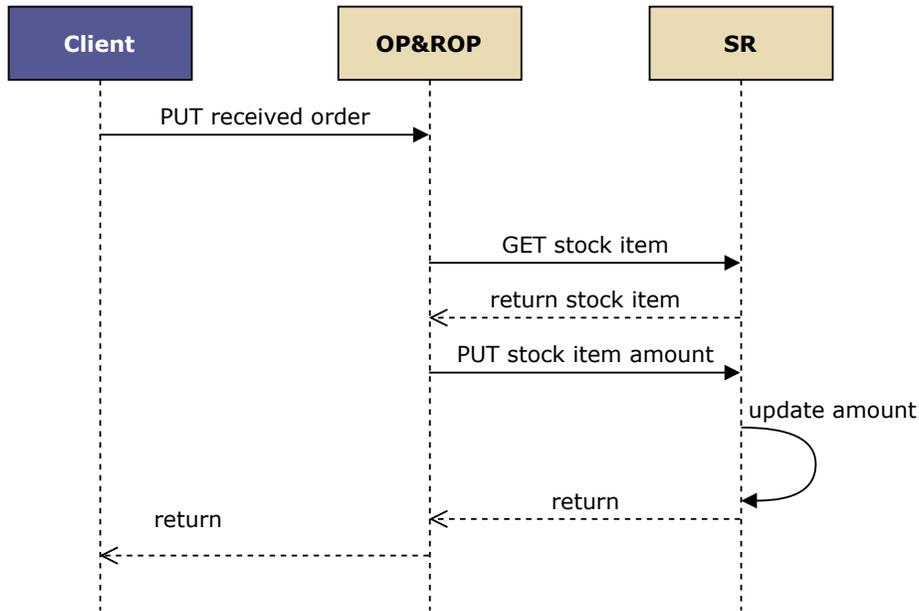 Client
OP&ROP
SR
PUT received order
GET stock item
return stock item
PUT stock item amount
update amount
return
return